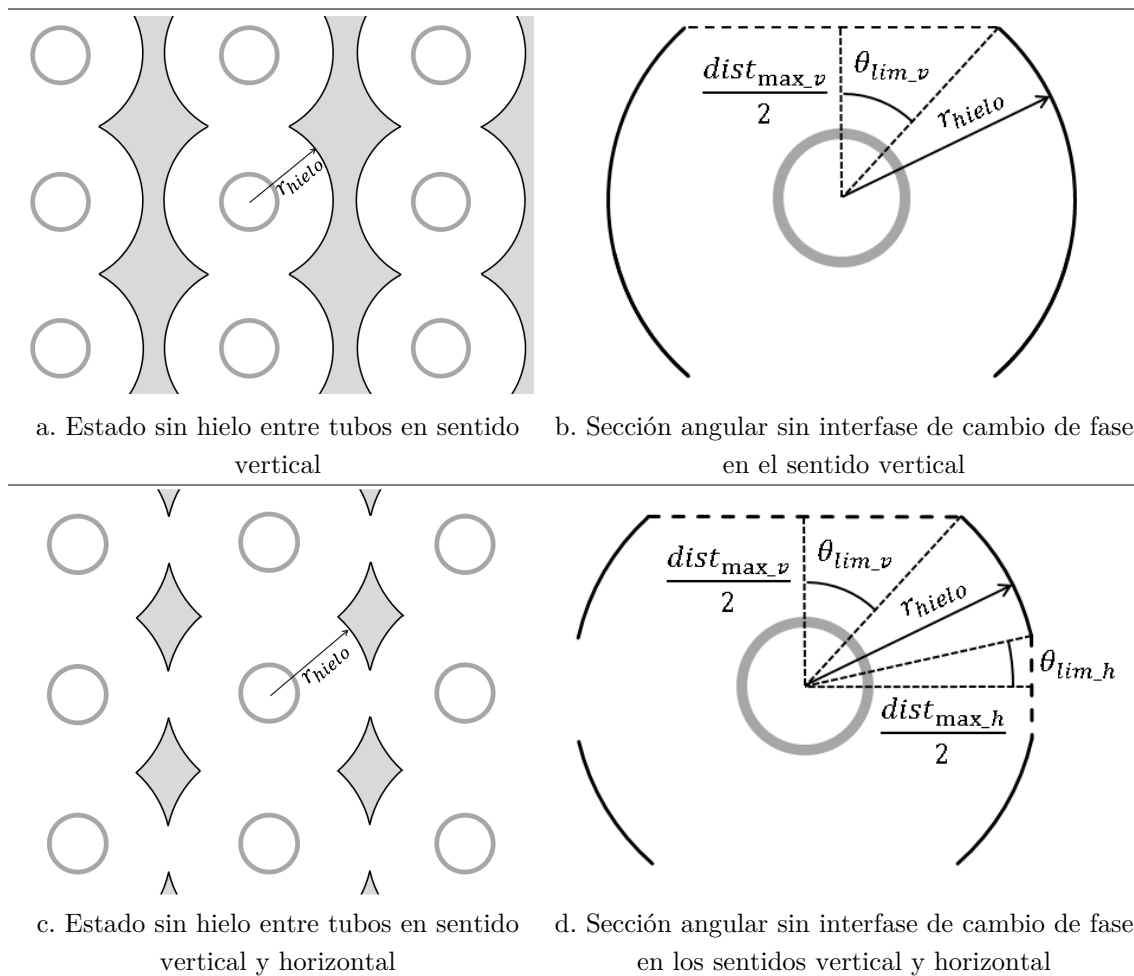 r_hielo
dist_max_v
2
θ_lim_v
r_hielo
a. Estado sin hielo entre tubos en sentido
vertical
b. Sección angular sin interfase de cambio de fase
en el sentido vertical
r_hielo
dist_max_v
2
θ_lim_v
r_hielo
θ_lim_h
dist_max_h
2
c. Estado sin hielo entre tubos en sentido
vertical y horizontal
d. Sección angular sin interfase de cambio de fase
en los sentidos vertical y horizontal